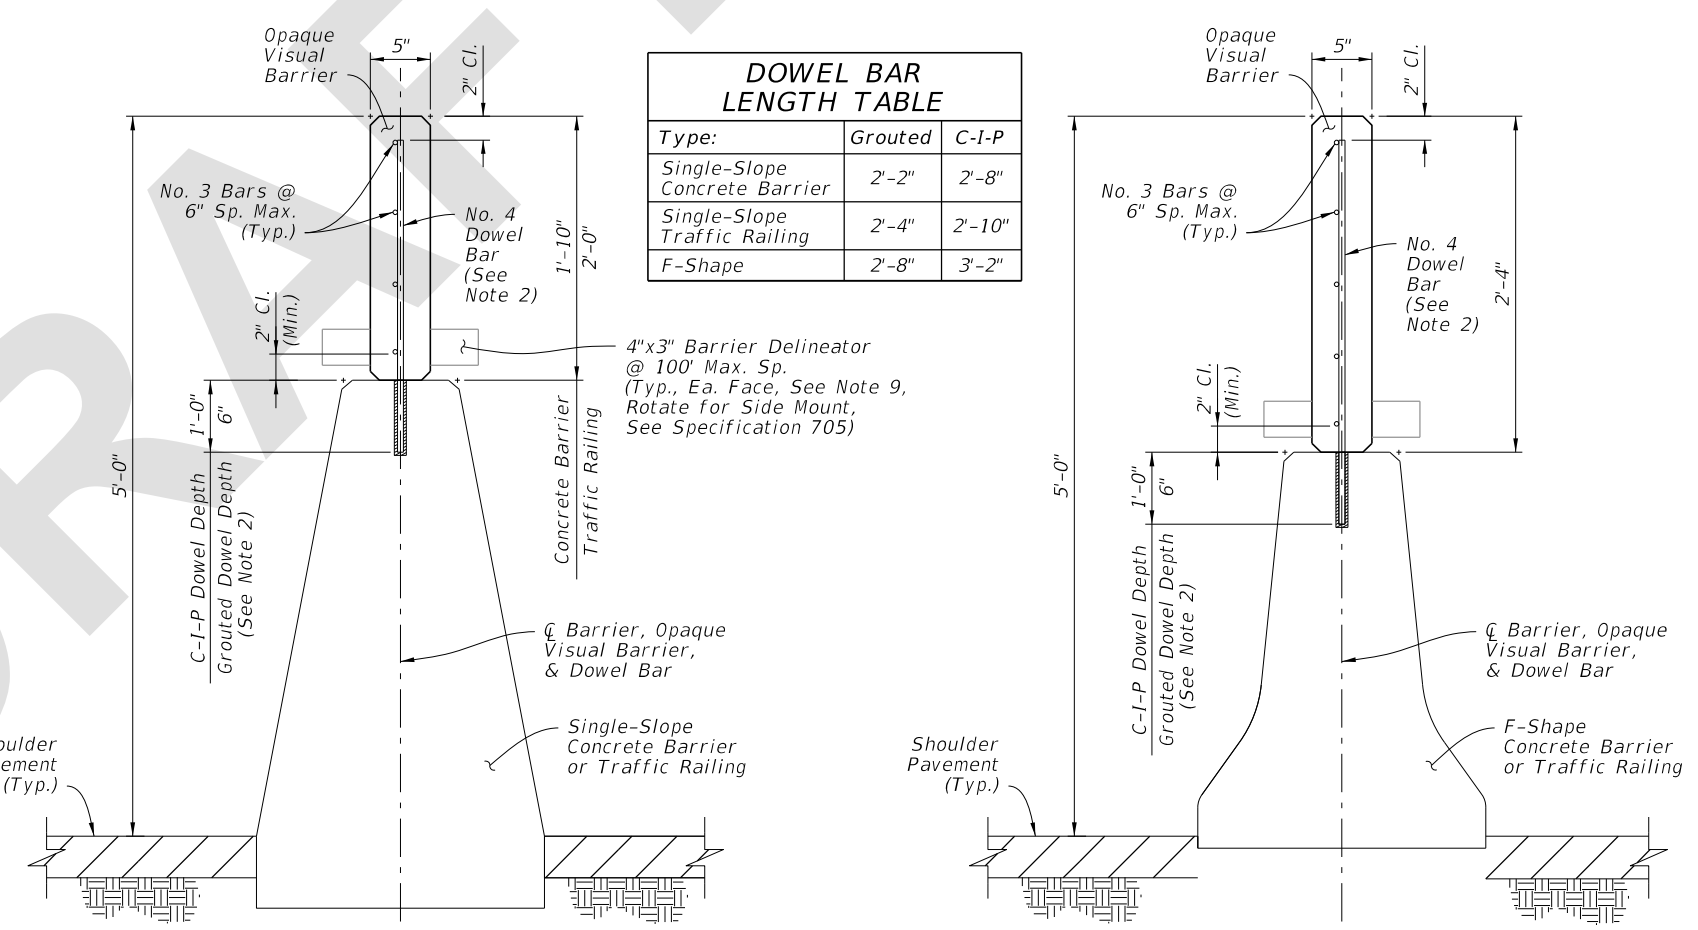 Opaque
Visual
Barrier
5"
2" Cl.
No. 3 Bars @
6" Sp. Max.
(Typ.)
No. 4
Dowel
Bar
(See
Note 2)
1'-10"
2'-0"
2" Cl.
(Min.)
4"x3" Barrier Delineator
@ 100' Max. Sp.
(Typ., Ea. Face, See Note 9,
Rotate for Side Mount,
See Specification 705)
5'-0"
1'-0"
6"
C-I-P Dowel Depth
Grouted Dowel Depth
(See Note 2)
Concrete Barrier
Traffic Railing
℄ Barrier, Opaque
Visual Barrier,
& Dowel Bar
Single-Slope
Concrete Barrier
or Traffic Railing
oulder
ement
(Typ.)
DOWEL BAR
LENGTH TABLE
Type: Grouted C-I-P
Single-Slope
Concrete Barrier 2'-2" 2'-8"
Single-Slope
Traffic Railing 2'-4" 2'-10"
F-Shape 2'-8" 3'-2"
Opaque
Visual
Barrier
5"
2" Cl.
No. 3 Bars @
6" Sp. Max.
(Typ.)
No. 4
Dowel
Bar
(See
Note 2)
2'-4"
2" Cl.
(Min.)
5'-0"
1'-0"
6"
C-I-P Dowel Depth
Grouted Dowel Depth
(See Note 2)
℄ Barrier, Opaque
Visual Barrier,
& Dowel Bar
F-Shape
Concrete Barrier
or Traffic Railing
Shoulder
Pavement
(Typ.)
DRAFT